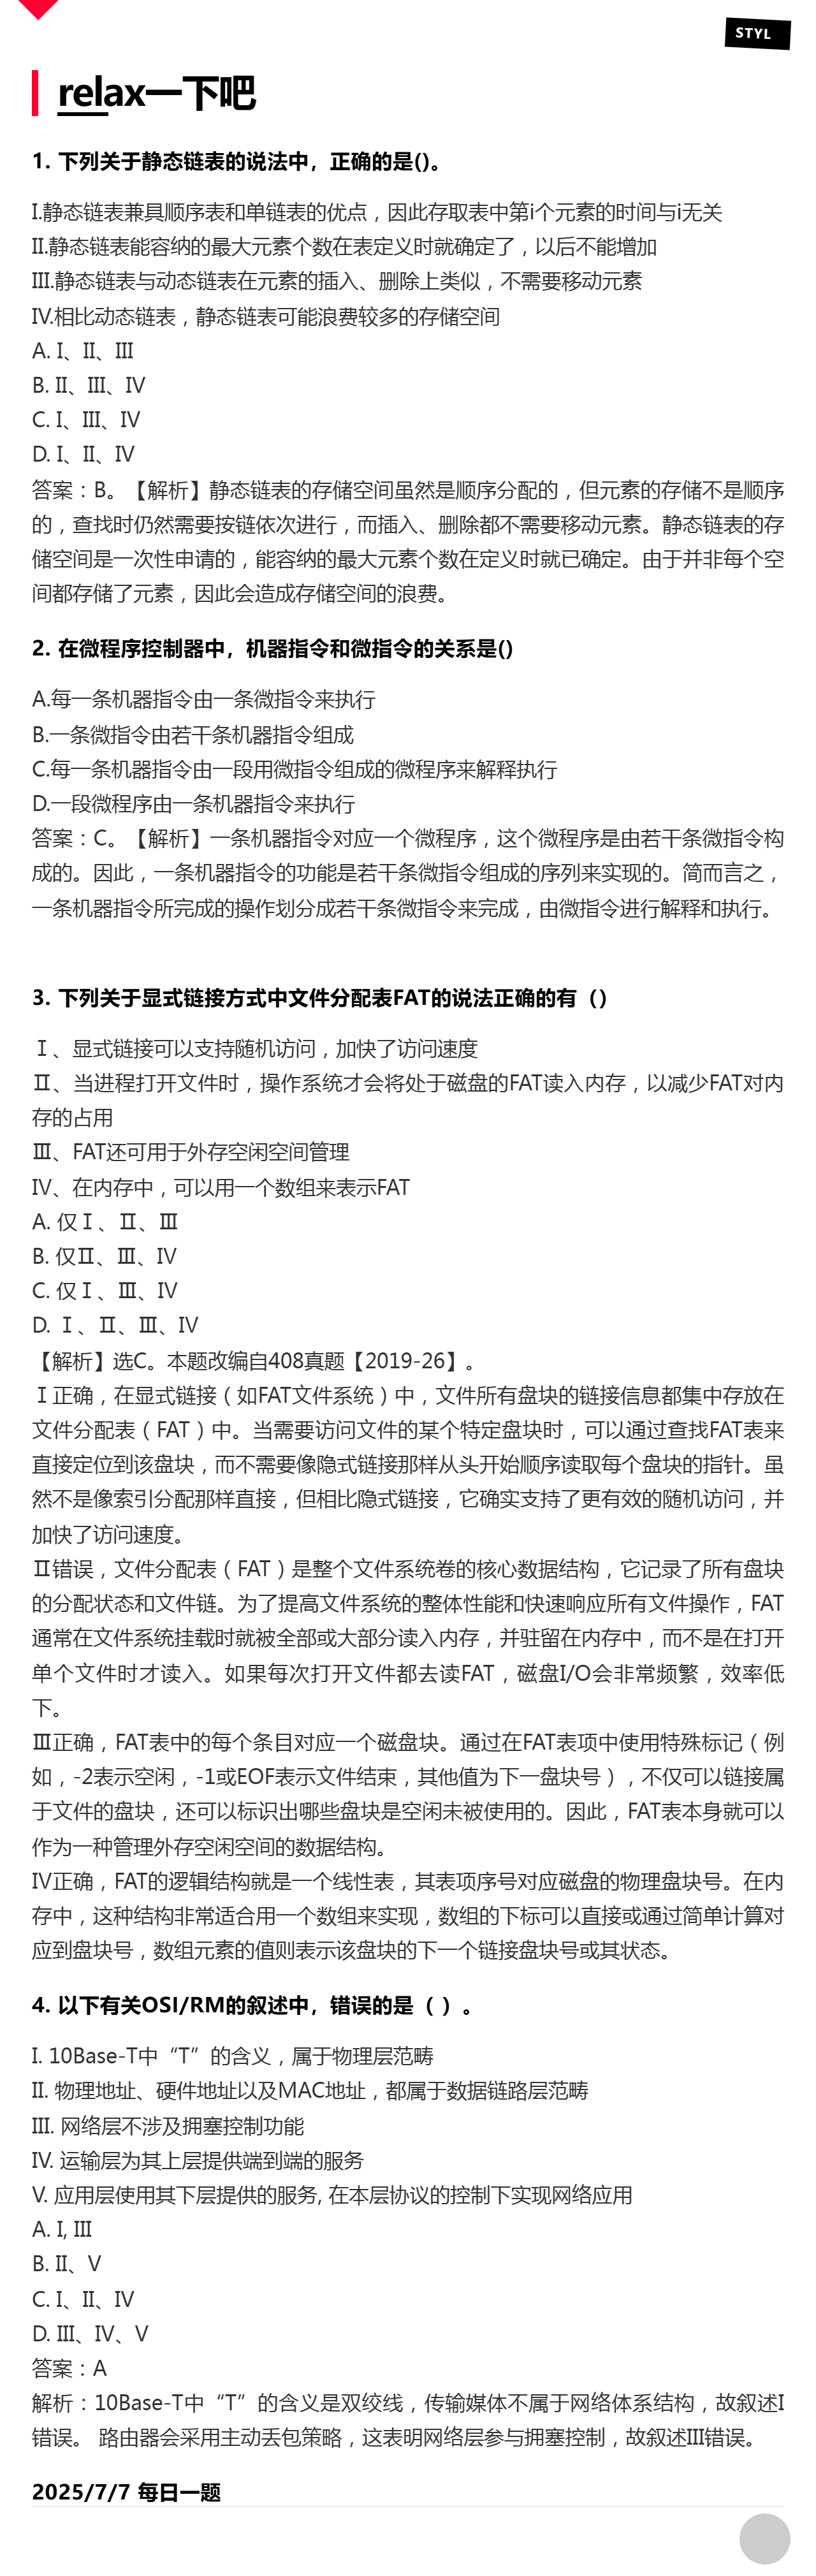 STYL
relax一下吧
1. 下列关于静态链表的说法中，正确的是()。
I.静态链表兼具顺序表和单链表的优点，因此存取表中第i个元素的时间与i无关
II.静态链表能容纳的最大元素个数在表定义时就确定了，以后不能增加
III.静态链表与动态链表在元素的插入、删除上类似，不需要移动元素
IV.相比动态链表，静态链表可能浪费较多的存储空间
A. I、II、III
B. II、III、IV
C. I、III、IV
D. I、II、IV
答案：B。【解析】静态链表的存储空间虽然是顺序分配的，但元素的存储不是顺序
的，查找时仍然需要按链依次进行，而插入、删除都不需要移动元素。静态链表的存
储空间是一次性申请的，能容纳的最大元素个数在定义时就已确定。由于并非每个空
间都存储了元素，因此会造成存储空间的浪费。
2. 在微程序控制器中，机器指令和微指令的关系是()
A.每一条机器指令由一条微指令来执行
B.一条微指令由若干条机器指令组成
C.每一条机器指令由一段用微指令组成的微程序来解释执行
D.一段微程序由一条机器指令来执行
答案：C。【解析】一条机器指令对应一个微程序，这个微程序是由若干条微指令构
成的。因此，一条机器指令的功能是若干条微指令组成的序列来实现的。简而言之，
一条机器指令所完成的操作划分成若干条微指令来完成，由微指令进行解释和执行。
3. 下列关于显式链接方式中文件分配表FAT的说法正确的有（）
Ⅰ、显式链接可以支持随机访问，加快了访问速度
Ⅱ、当进程打开文件时，操作系统才会将处于磁盘的FAT读入内存，以减少FAT对内
存的占用
Ⅲ、FAT还可用于外存空闲空间管理
IV、在内存中，可以用一个数组来表示FAT
A. 仅Ⅰ、Ⅱ、Ⅲ
B. 仅Ⅱ、Ⅲ、IV
C. 仅Ⅰ、Ⅲ、IV
D. Ⅰ、Ⅱ、Ⅲ、IV
【解析】选C。本题改编自408真题【2019-26】。
Ⅰ正确，在显式链接（如FAT文件系统）中，文件所有盘块的链接信息都集中存放在
文件分配表（FAT）中。当需要访问文件的某个特定盘块时，可以通过查找FAT表来
直接定位到该盘块，而不需要像隐式链接那样从头开始顺序读取每个盘块的指针。虽
然不是像索引分配那样直接，但相比隐式链接，它确实支持了更有效的随机访问，并
加快了访问速度。
Ⅱ错误，文件分配表（FAT）是整个文件系统卷的核心数据结构，它记录了所有盘块
的分配状态和文件链。为了提高文件系统的整体性能和快速响应所有文件操作，FAT
通常在文件系统挂载时就被全部或大部分读入内存，并驻留在内存中，而不是在打开
单个文件时才读入。如果每次打开文件都去读FAT，磁盘I/O会非常频繁，效率低
下。
Ⅲ正确，FAT表中的每个条目对应一个磁盘块。通过在FAT表项中使用特殊标记（例
如，-2表示空闲，-1或EOF表示文件结束，其他值为下一盘块号），不仅可以链接属
于文件的盘块，还可以标识出哪些盘块是空闲未被使用的。因此，FAT表本身就可以
作为一种管理外存空闲空间的数据结构。
IV正确，FAT的逻辑结构就是一个线性表，其表项序号对应磁盘的物理盘块号。在内
存中，这种结构非常适合用一个数组来实现，数组的下标可以直接或通过简单计算对
应到盘块号，数组元素的值则表示该盘块的下一个链接盘块号或其状态。
4. 以下有关OSI/RM的叙述中，错误的是（ ）。
I. 10Base-T中“T”的含义，属于物理层范畴
II. 物理地址、硬件地址以及MAC地址，都属于数据链路层范畴
III. 网络层不涉及拥塞控制功能
IV. 运输层为其上层提供端到端的服务
V. 应用层使用其下层提供的服务, 在本层协议的控制下实现网络应用
A. I, III
B. II、V
C. I、II、IV
D. III、IV、V
答案：A
解析：10Base-T中“T”的含义是双绞线，传输媒体不属于网络体系结构，故叙述I
错误。 路由器会采用主动丢包策略，这表明网络层参与拥塞控制，故叙述III错误。
2025/7/7 每日一题